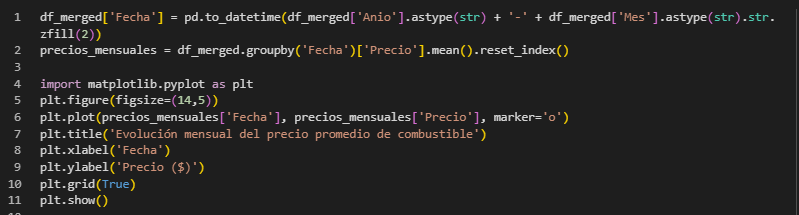 1 df_merged['Fecha'] = pd.to_datetime(df_merged['Anio'].astype(str) + '-' + df_merged['Mes'].astype(str).str.
zfill(2))
2 precios_mensuales = df_merged.groupby('Fecha')['Precio'].mean().reset_index()
3
4 import matplotlib.pyplot as plt
5 plt.figure(figsize=(14,5))
6 plt.plot(precios_mensuales['Fecha'], precios_mensuales['Precio'], marker='o')
7 plt.title('Evolución mensual del precio promedio de combustible')
8 plt.xlabel('Fecha')
9 plt.ylabel('Precio ($)')
10 plt.grid(True)
11 plt.show()